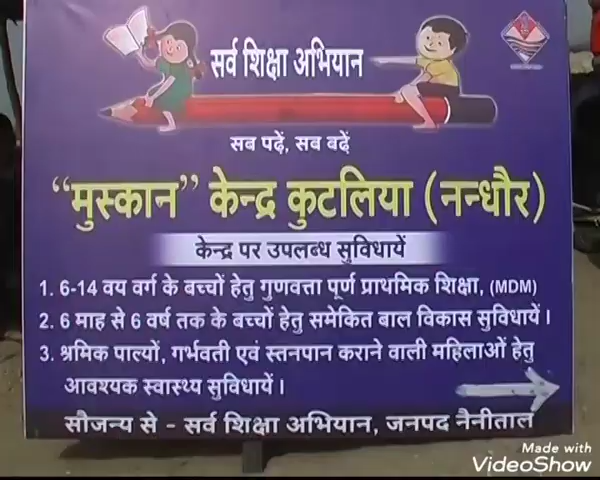 सर्व शिक्षा अभियान
सब पढ़ें, सब बढ़ें
“मुस्कान” केन्द्र कुटलिया (नन्धौर)
केन्द्र पर उपलब्ध सुविधायें
1. 6-14 वय वर्ग के बच्चों हेतु गुणवत्ता पूर्ण प्राथमिक शिक्षा, (MDM)
2. 6 माह से 6 वर्ष तक के बच्चों हेतु समेकित बाल विकास सुविधायें ।
3. श्रमिक पाल्यों, गर्भवती एवं स्तनपान कराने वाली महिलाओं हेतु
आवश्यक स्वास्थ्य सुविधायें ।
सौजन्य से - सर्व शिक्षा अभियान, जनपद नैनीताल
Made with
VideoShow